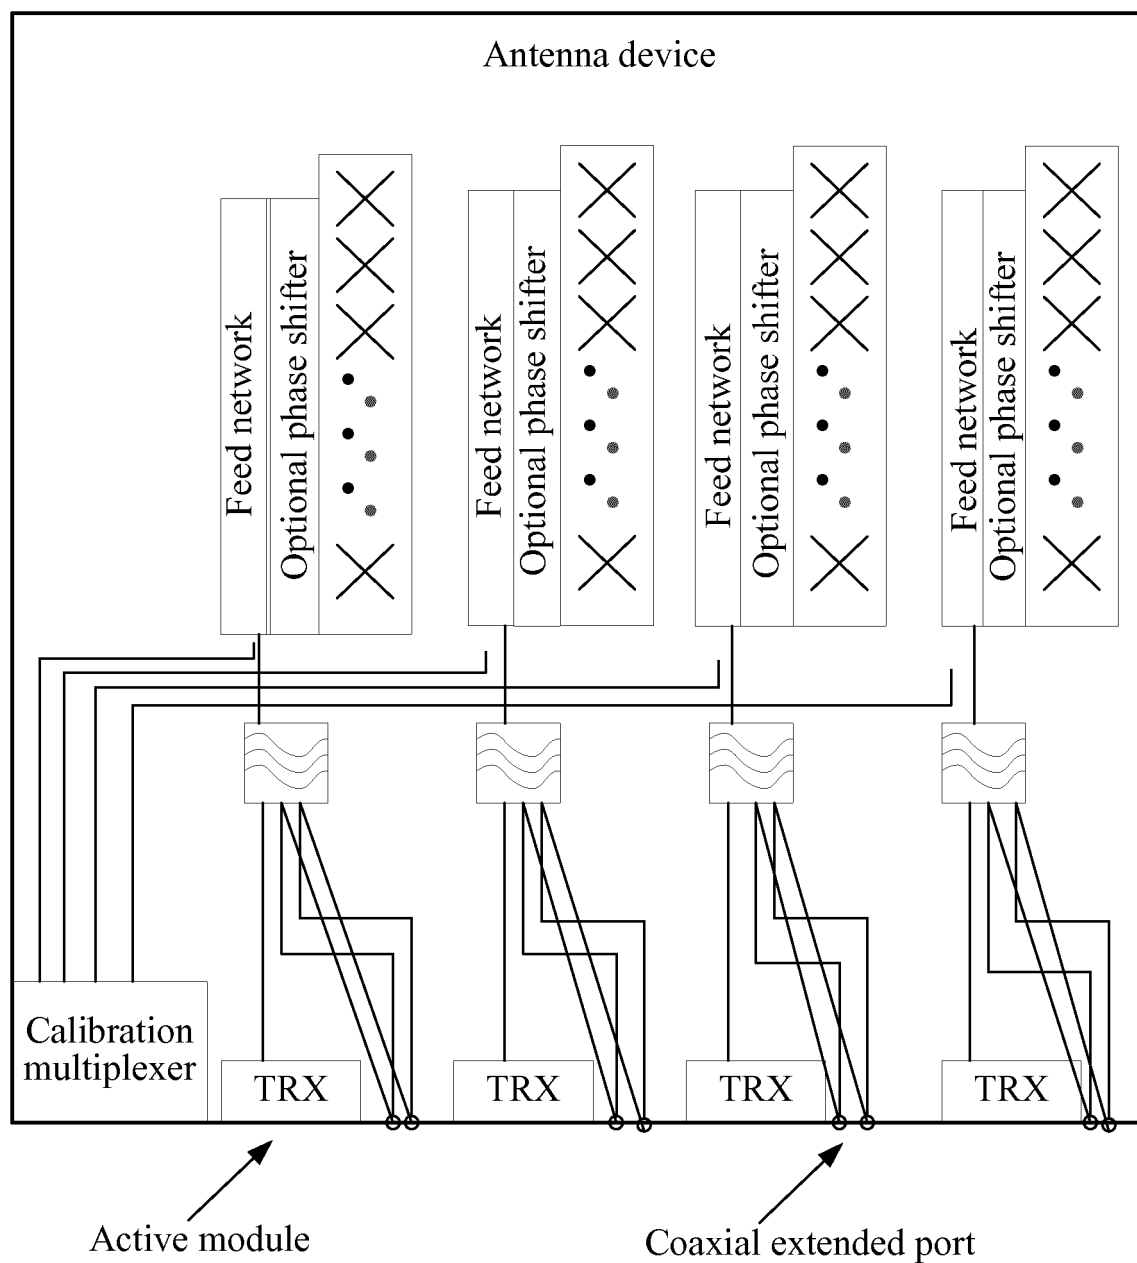 Antenna device
Feed network
Optional phase shifter
Feed network
Optional phase shifter
Feed network
Optional phase shifter
Feed network
Optional phase shifter
Calibration
multiplexer
TRX
TRX
TRX
TRX
Active module
Coaxial extended port